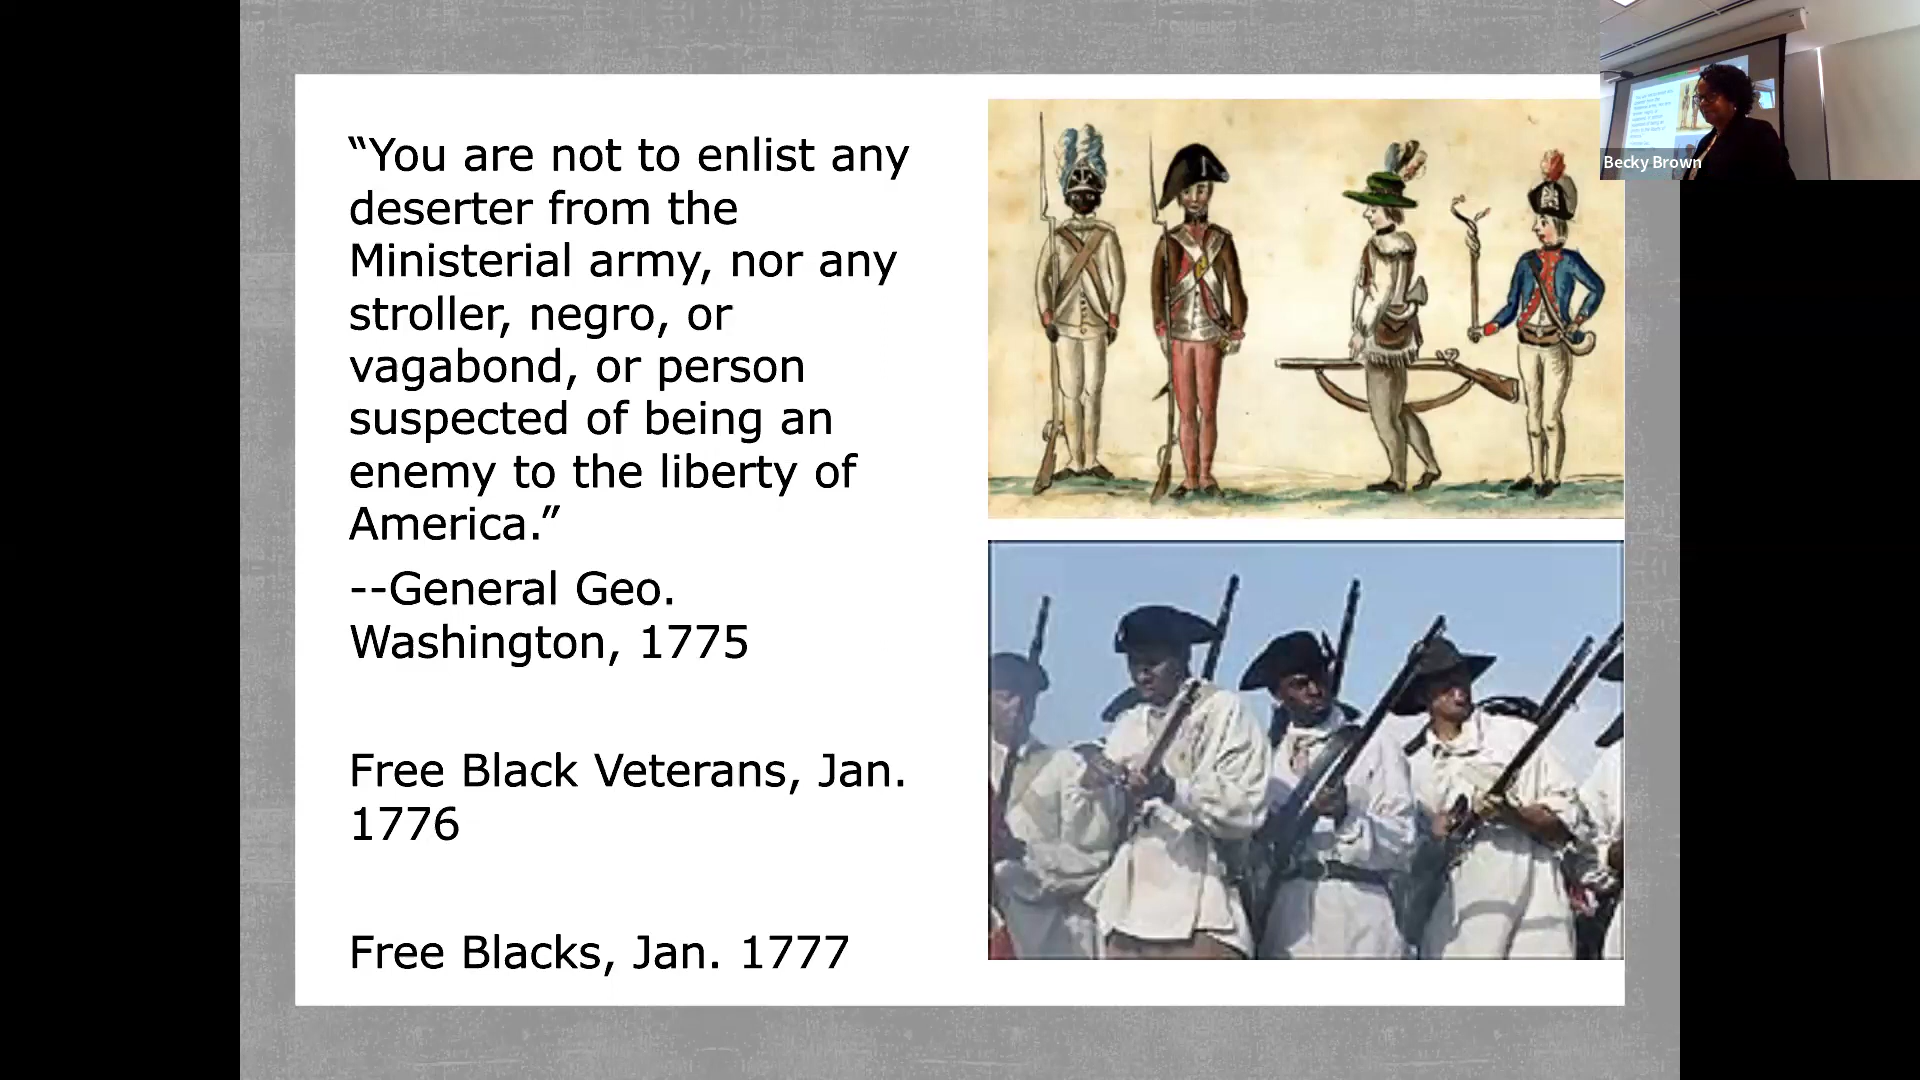 “You are not to enlist any
deserter from the
Ministerial army, nor any
stroller, negro, or
vagabond, or person
suspected of being an
enemy to the liberty of
America.”
--General Geo.
Washington, 1775
Free Black Veterans, Jan.
1776
Free Blacks, Jan. 1777
Becky Brown